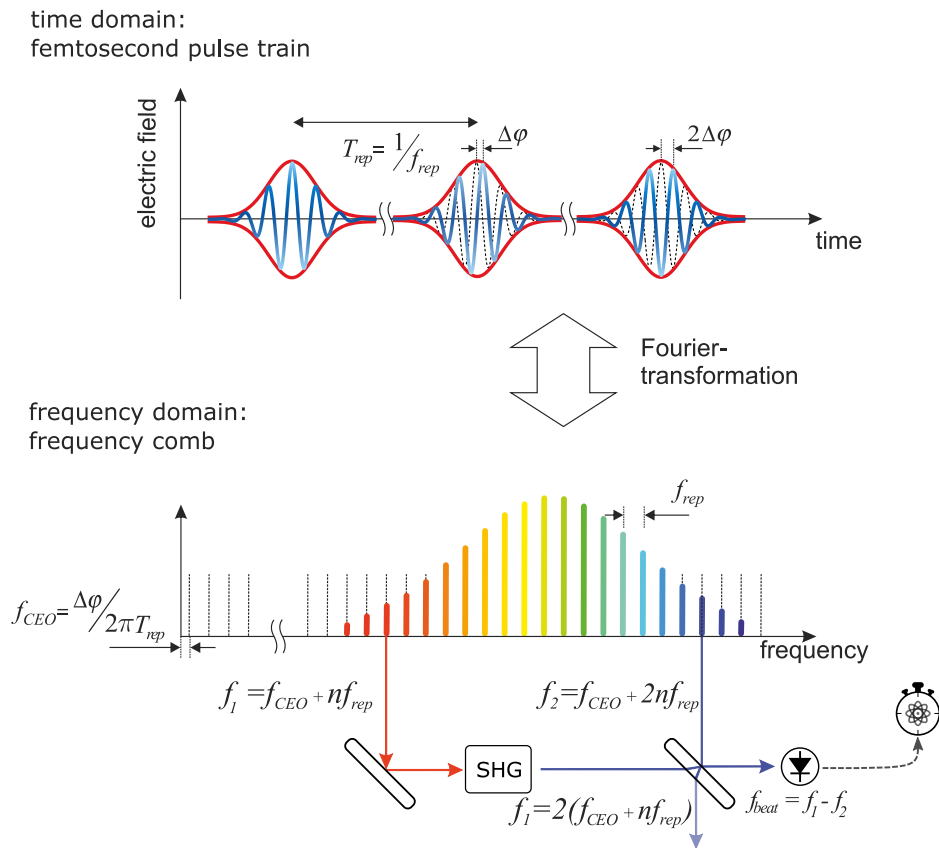 time domain:
femtosecond pulse train
electric field
T_rep = 1/f_rep
Δφ
2Δφ
time
Fourier-
transformation
frequency domain:
frequency comb
f_rep
f_CEO = Δφ/2πT_rep
frequency
f_1 = f_CEO + nf_rep
f_2 = f_CEO + 2nf_rep
SHG
f_1 = 2(f_CEO + nf_rep)
f_beat = f_1 - f_2